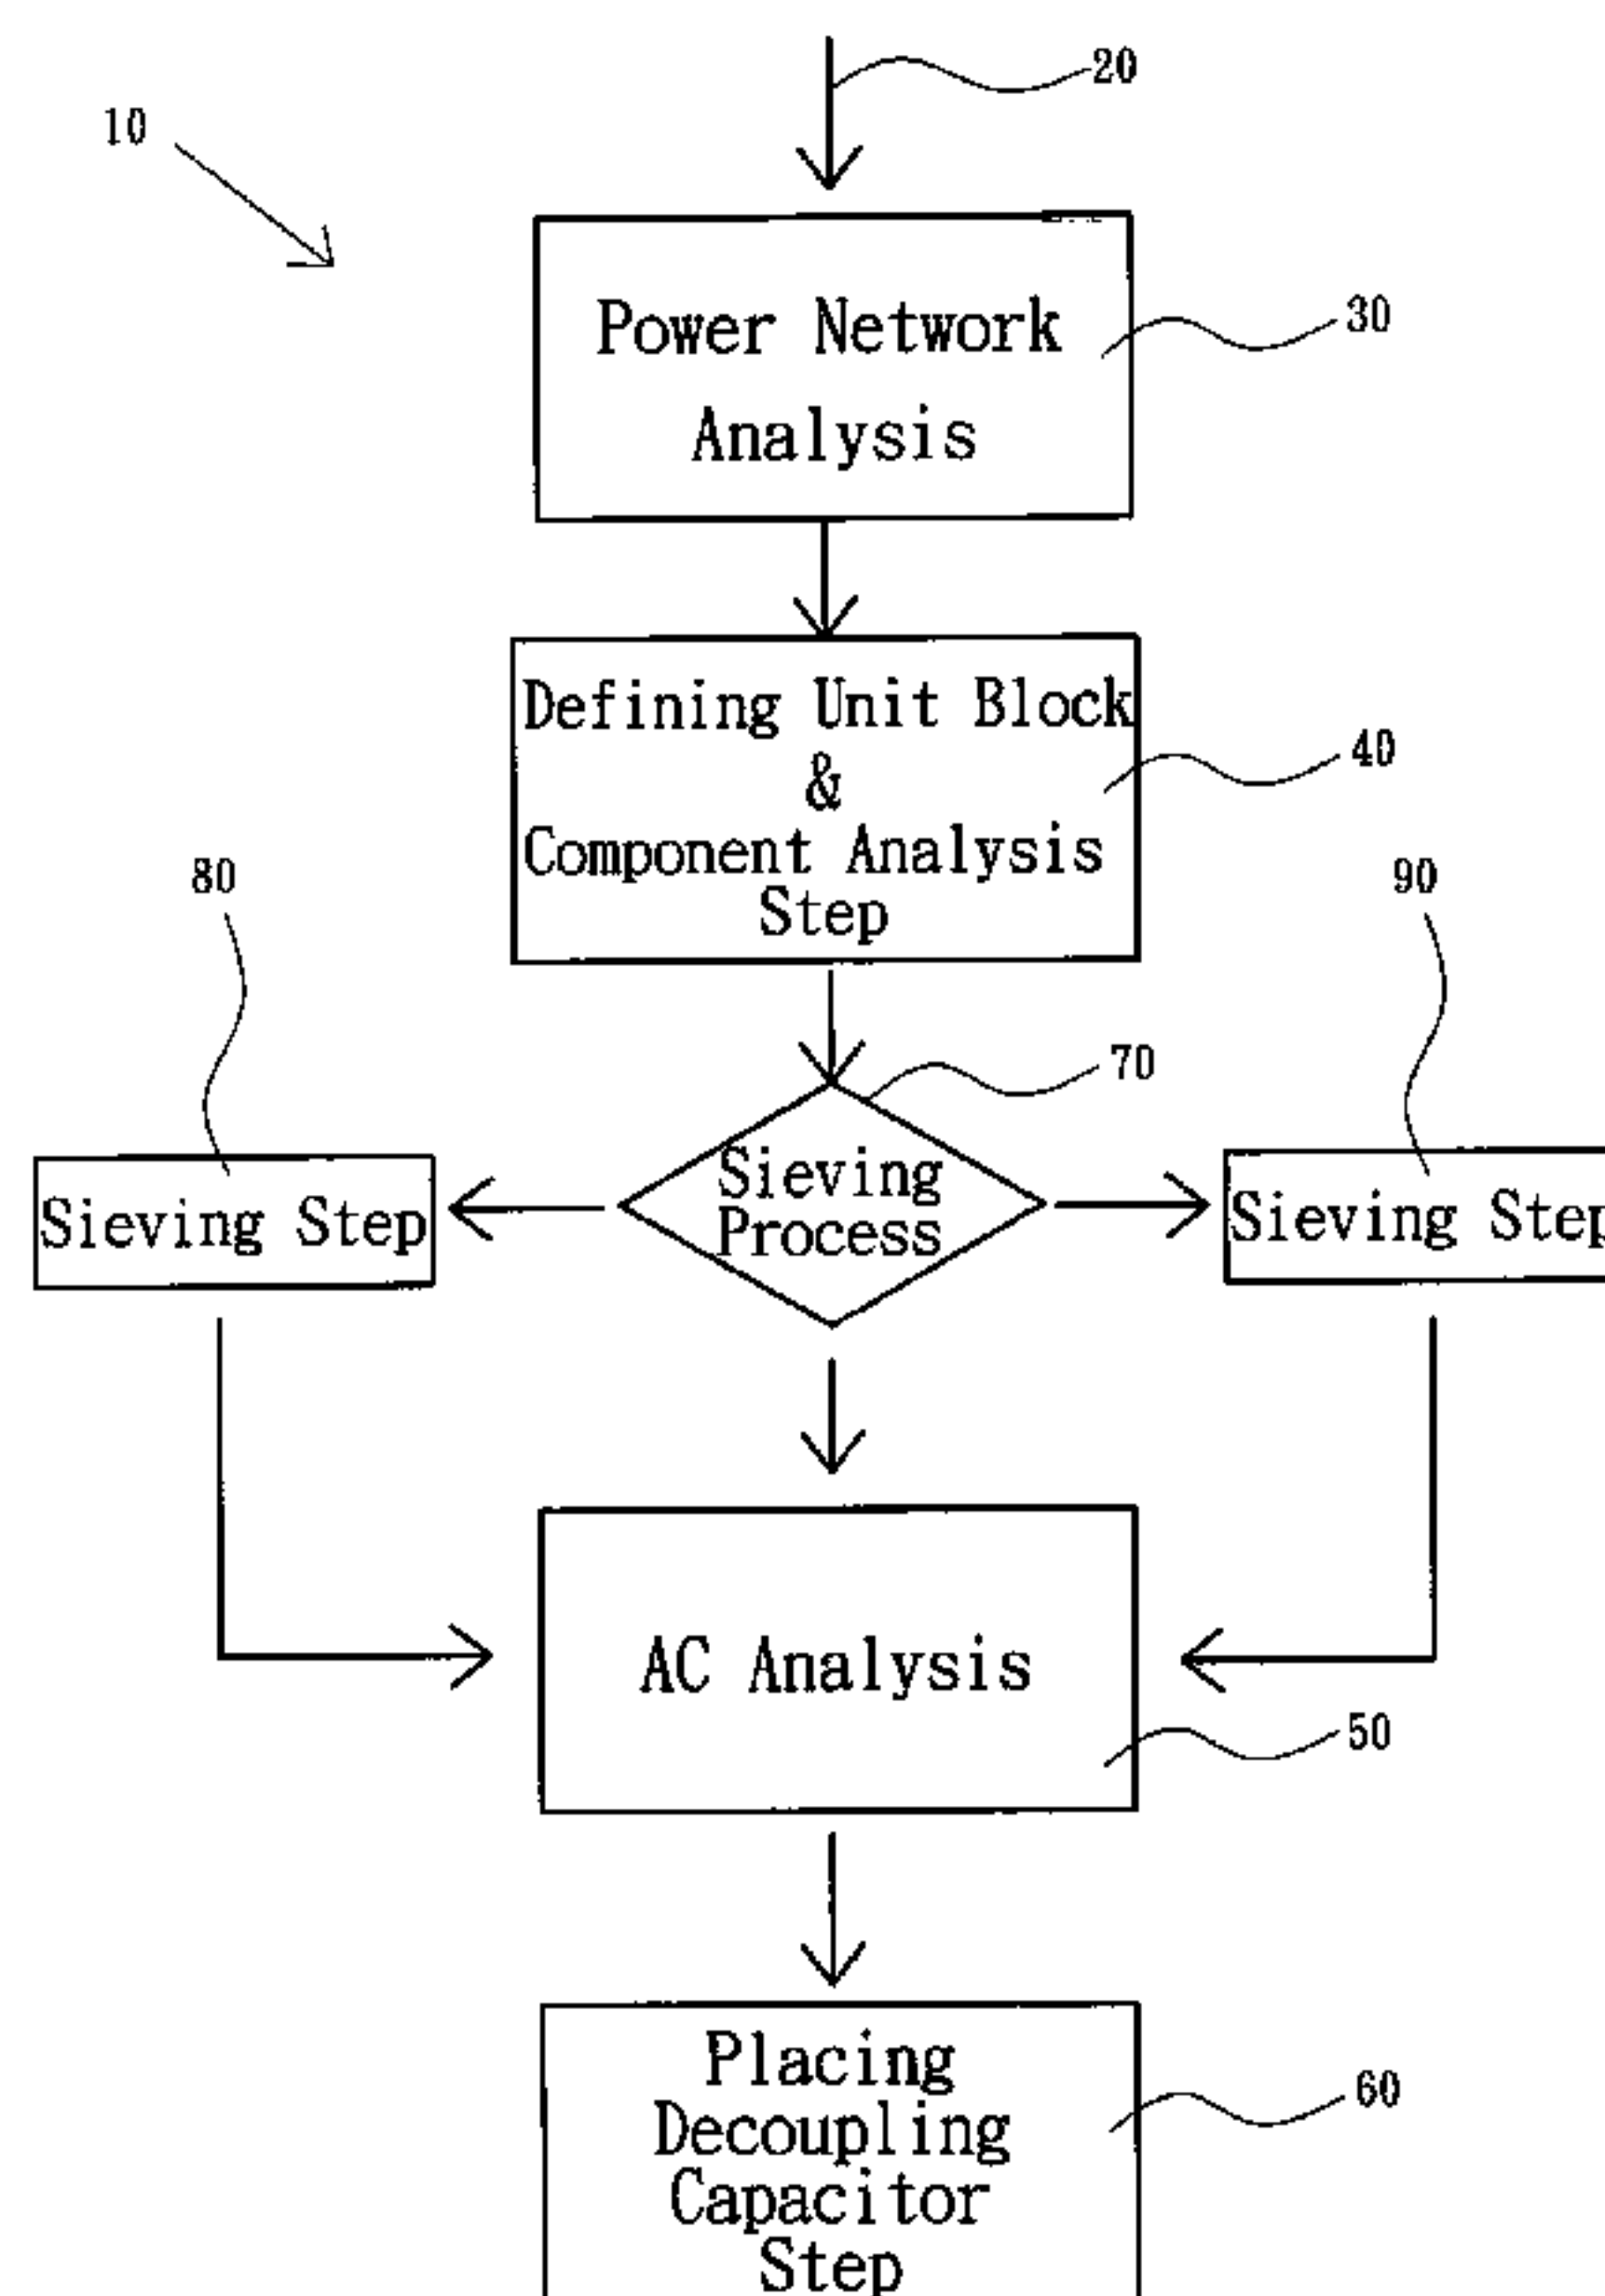 20
10
Power Network
Analysis
30
Defining Unit Block
&
Component Analysis
Step
40
80
90
70
Sieving
Process
Sieving Step
Sieving Step
AC Analysis
50
Placing
Decoupling
Capacitor
Step
60